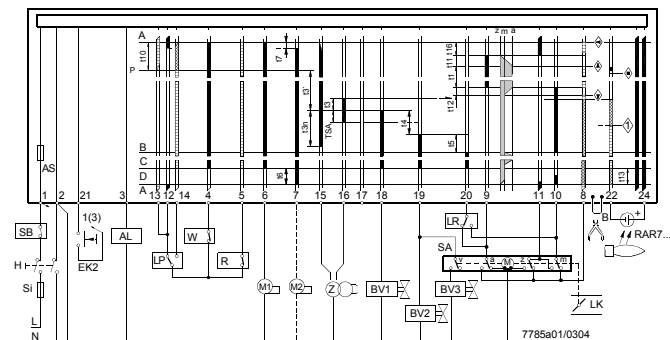 z m a
A
t10
t7
t16
P
t11
t1
t3'
t3
t12
t3n
TSA
t4
t5
1
B
AS
C
D
t6
t13
A
1 2 21 3 13 12 14 4 5 6 7 15 16 17 18 19 20 9 11 10 8 22 24
1(3)
B
+
LR
SB
AL
W
SA
RAR7...
H
EK2
LP
R
v a M z m
Si
M1
M2
Z
BV1
BV3
LK
BV2
L
N
7785a01/0304